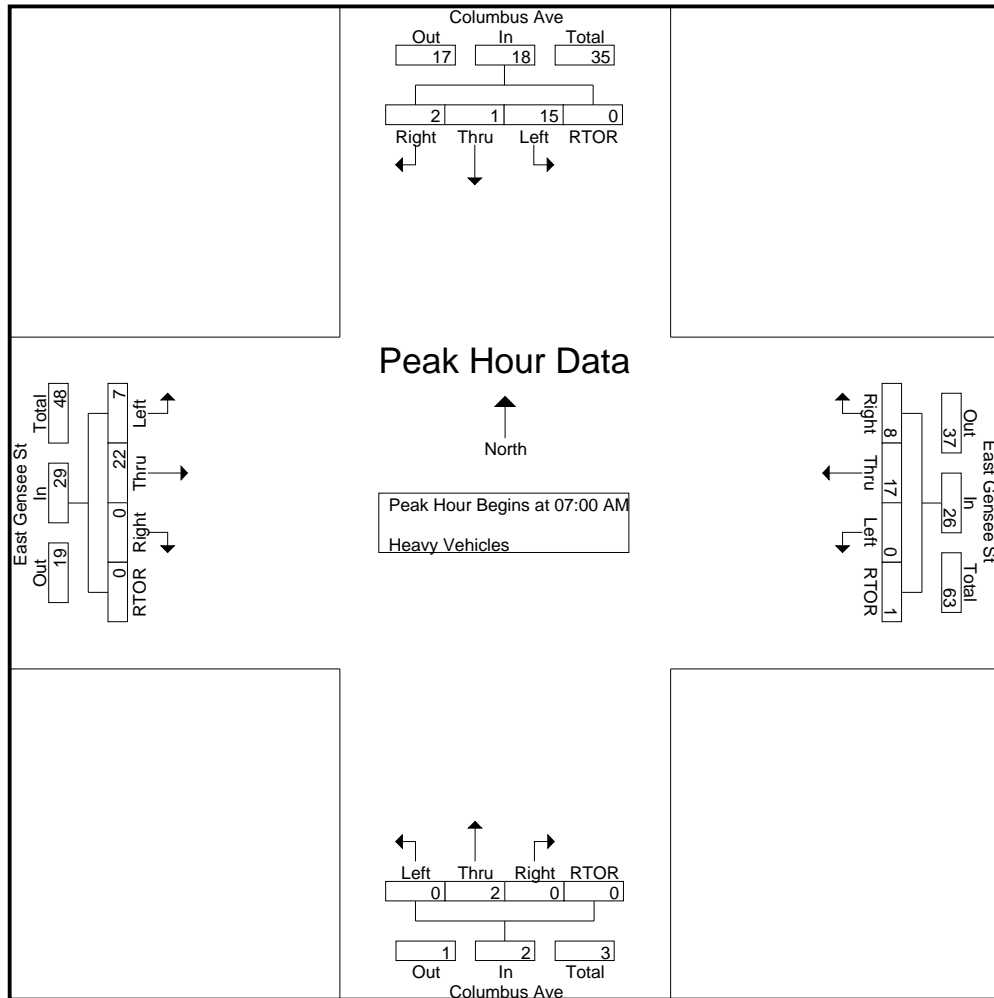 Columbus Ave
Out In Total
17 18 35
2 1 15 0
Right Thru Left RTOR
Peak Hour Data
North
Peak Hour Begins at 07:00 AM
Heavy Vehicles
East Gensee St
Total In Out
48 29 19
7 22 0 0
Left Thru Right RTOR
East Gensee St
Out In Total
37 26 63
8 17 0 1
Right Thru Left RTOR
Left Thru Right RTOR
0 2 0 0
1 2 3
Out In Total
Columbus Ave